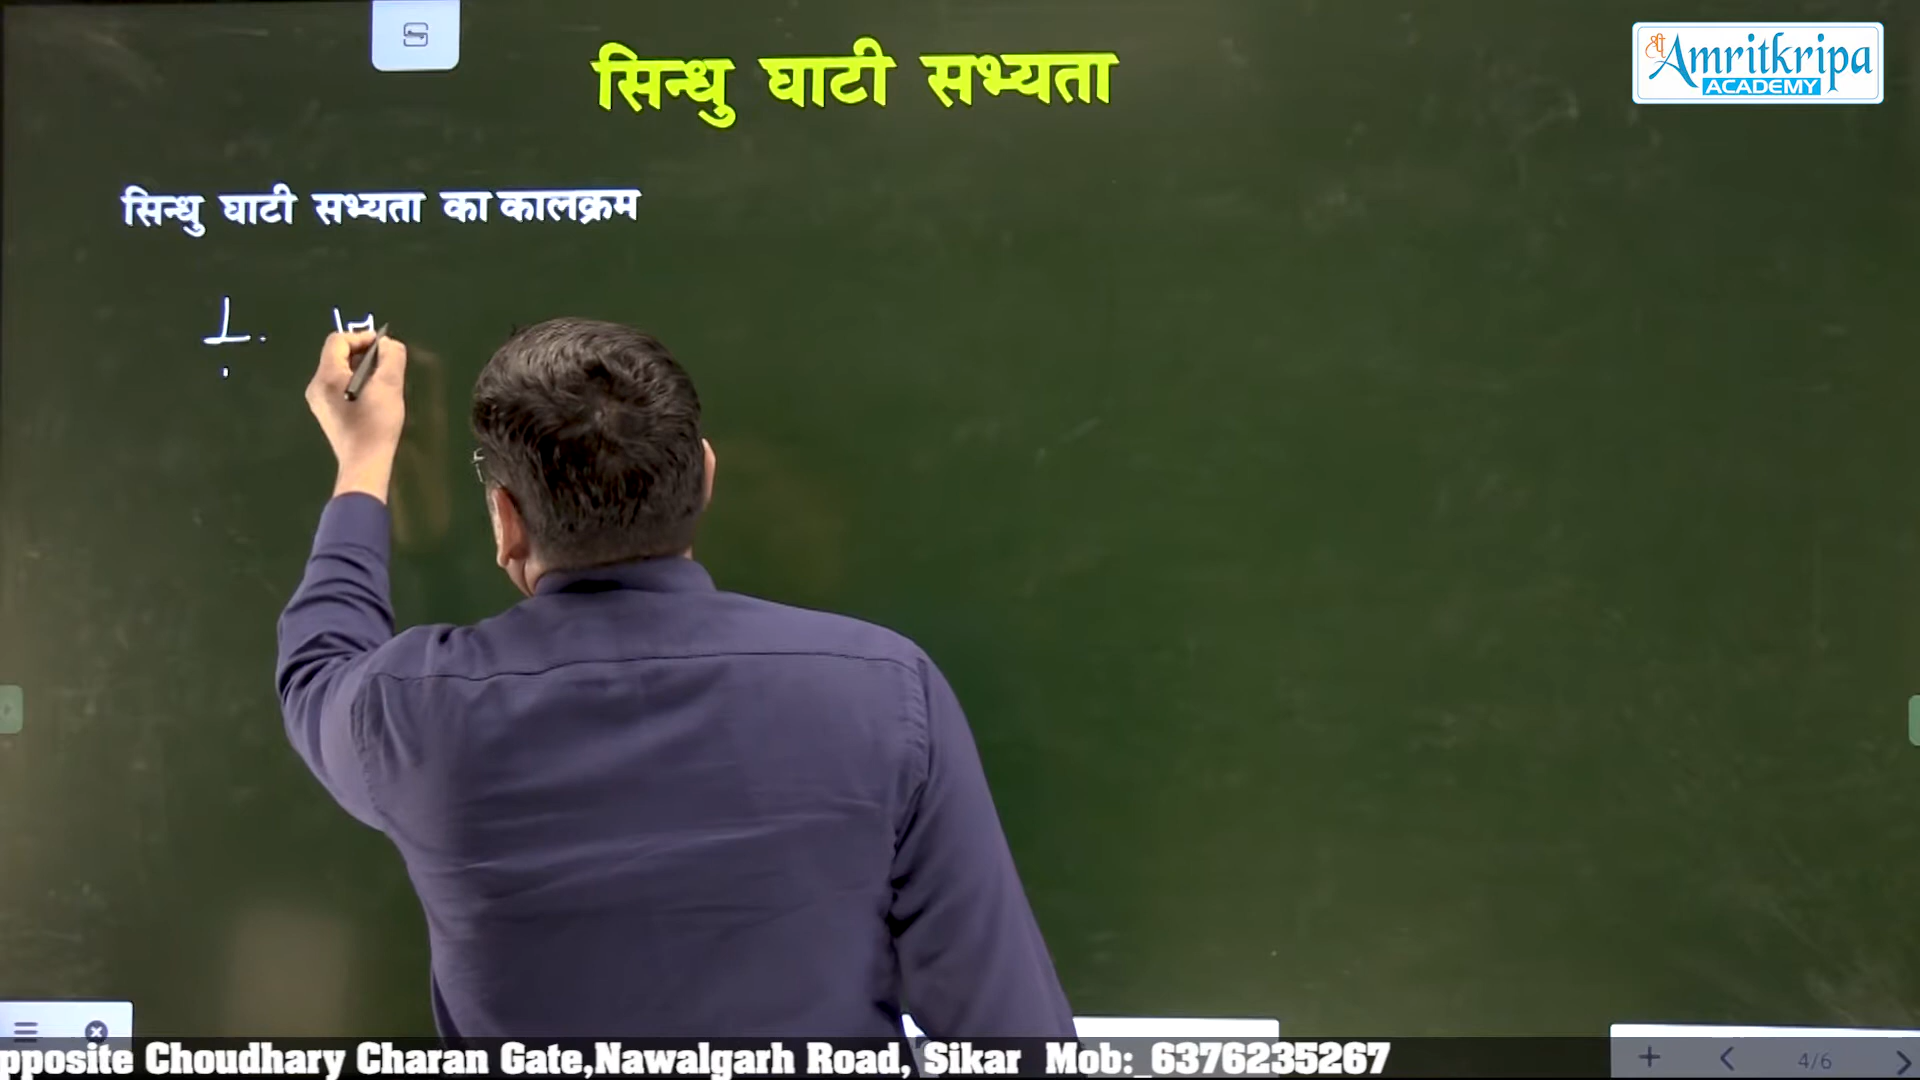 सिन्धु घाटी सभ्यता
श्री Amritkripa
ACADEMY
सिन्धु घाटी सभ्यता का कालक्रम
1.
pposite Choudhary Charan Gate,Nawalgarh Road, Sikar Mob:_6376235267
4/6